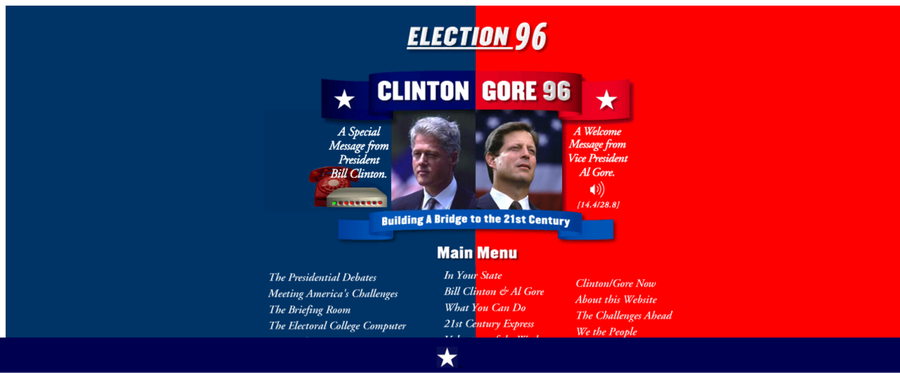 ELECTION 96
CLINTON GORE 96
A Special
Message from
President
Bill Clinton.
A Welcome
Message from
Vice President
Al Gore.
[14.4/28.8]
Building A Bridge to the 21st Century
Main Menu
The Presidential Debates
Meeting America's Challenges
The Briefing Room
The Electoral College Computer
In Your State
Bill Clinton & Al Gore
What You Can Do
21st Century Express
Clinton/Gore Now
About this Website
The Challenges Ahead
We the People